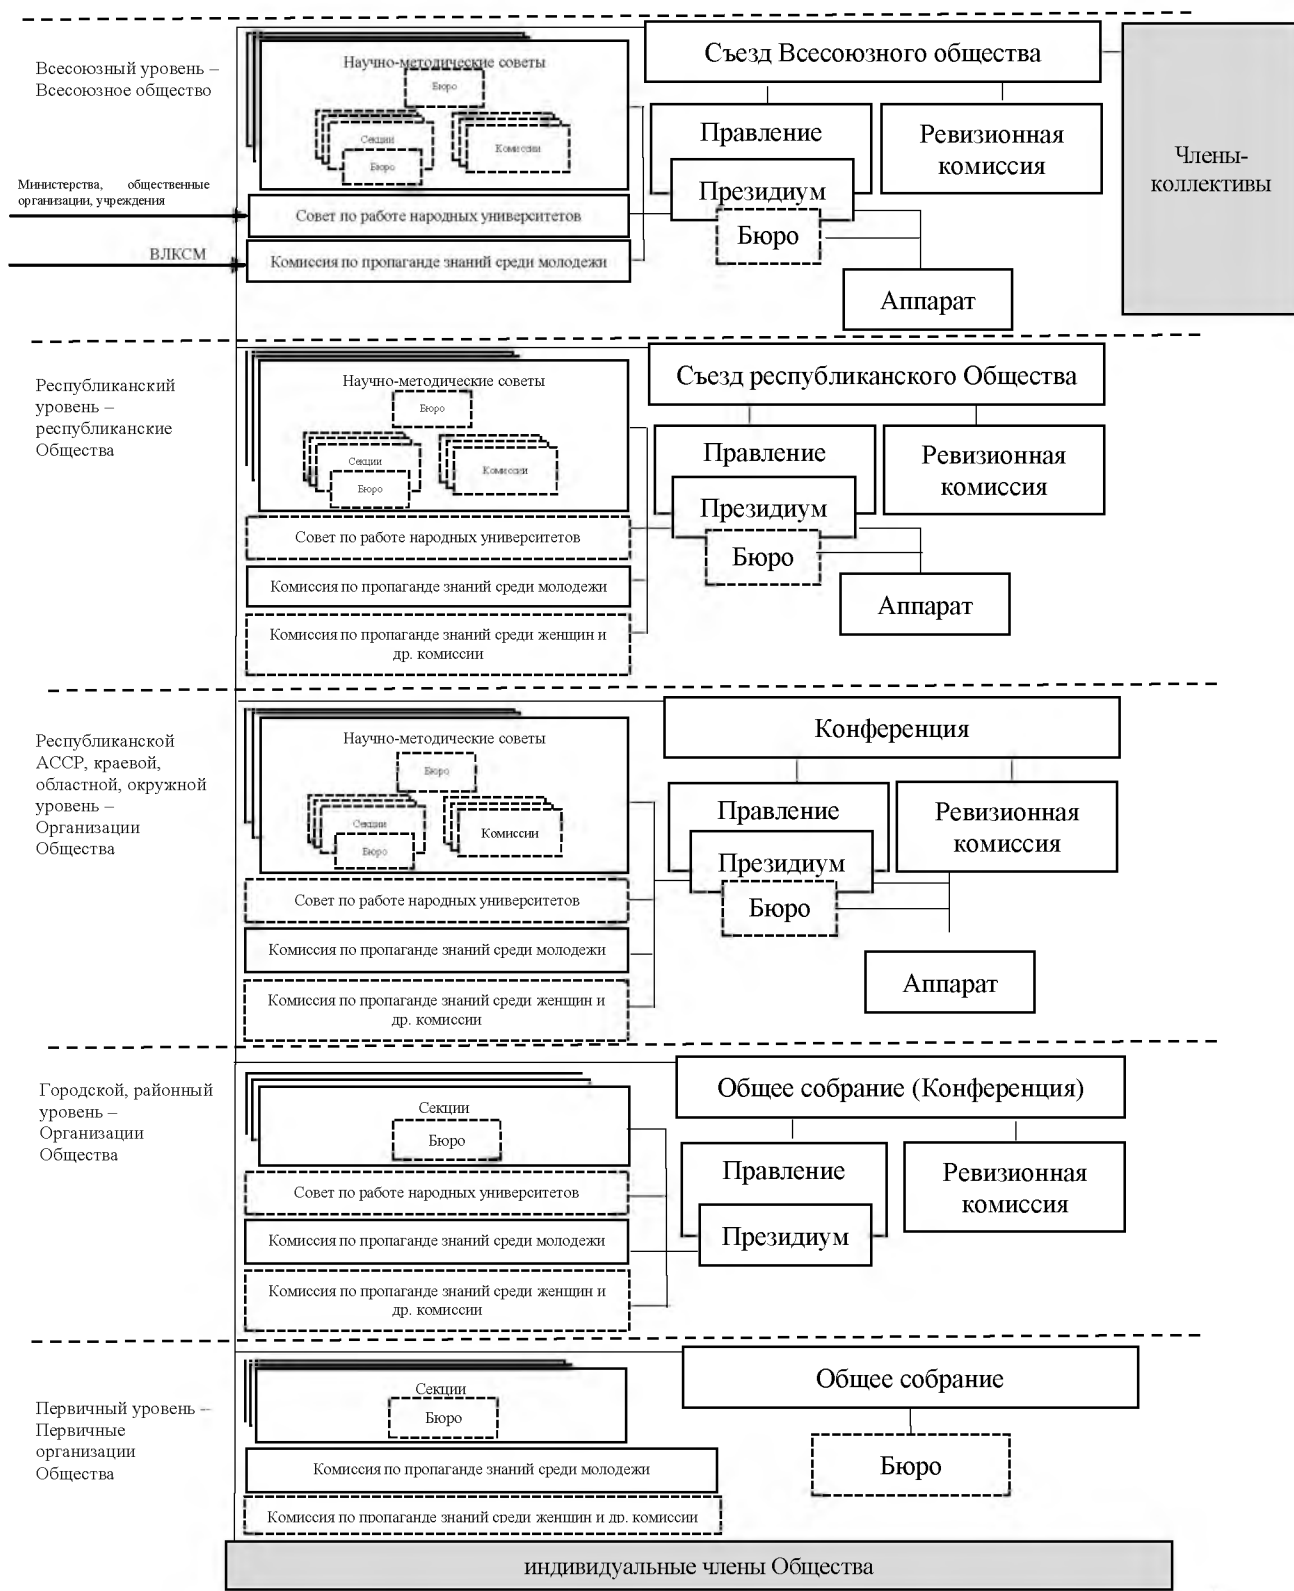 Всесоюзный уровень –
Всесоюзное общество
Министерства, общественные
организации, учреждения
ВЛКСМ
Научно-методические советы
Бюро
Секции
Бюро
Комиссии
Совет по работе народных университетов
Комиссия по пропаганде знаний среди молодежи
Съезд Всесоюзного общества
Правление
Президиум
Бюро
Ревизионная
комиссия
Аппарат
Члены-
коллективы
Республиканский
уровень –
республиканские
Общества
Научно-методические советы
Бюро
Секции
Бюро
Комиссии
Совет по работе народных университетов
Комиссия по пропаганде знаний среди молодежи
Комиссия по пропаганде знаний среди женщин и
др. комиссии
Съезд республиканского Общества
Правление
Президиум
Бюро
Ревизионная
комиссия
Аппарат
Республиканской
АССР, краевой,
областной, окружной
уровень –
Организации
Общества
Научно-методические советы
Бюро
Секции
Бюро
Комиссии
Совет по работе народных университетов
Комиссия по пропаганде знаний среди молодежи
Комиссия по пропаганде знаний среди женщин и
др. комиссии
Конференция
Правление
Президиум
Бюро
Ревизионная
комиссия
Аппарат
Городской, районный
уровень –
Организации
Общества
Секции
Бюро
Совет по работе народных университетов
Комиссия по пропаганде знаний среди молодежи
Комиссия по пропаганде знаний среди женщин и
др. комиссии
Общее собрание (Конференция)
Правление
Президиум
Ревизионная
комиссия
Первичный уровень –
Первичные
организации
Общества
Секции
Бюро
Комиссия по пропаганде знаний среди молодежи
Комиссия по пропаганде знаний среди женщин и др. комиссии
Общее собрание
Бюро
индивидуальные члены Общества